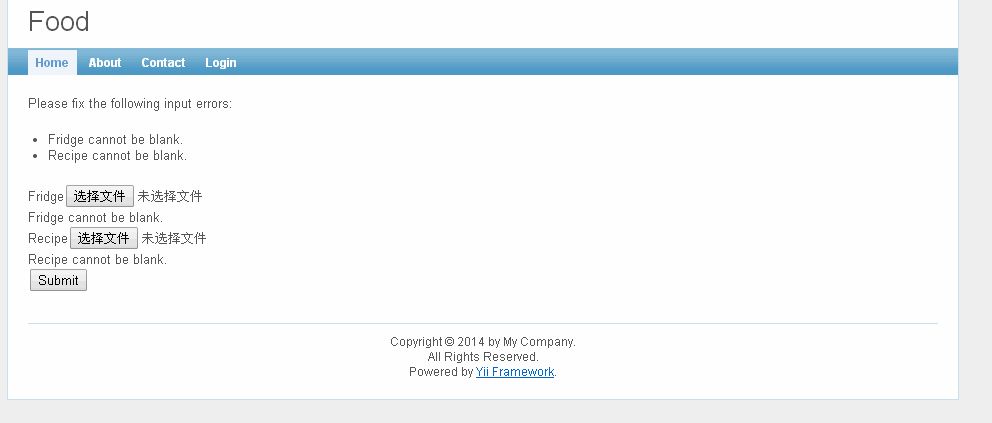 Food
Home About Contact Login
Please fix the following input errors:
Fridge cannot be blank.
Recipe cannot be blank.
Fridge 选择文件 未选择文件
Fridge cannot be blank.
Recipe 选择文件 未选择文件
Recipe cannot be blank.
Submit
Copyright © 2014 by My Company.
All Rights Reserved.
Powered by Yii Framework.